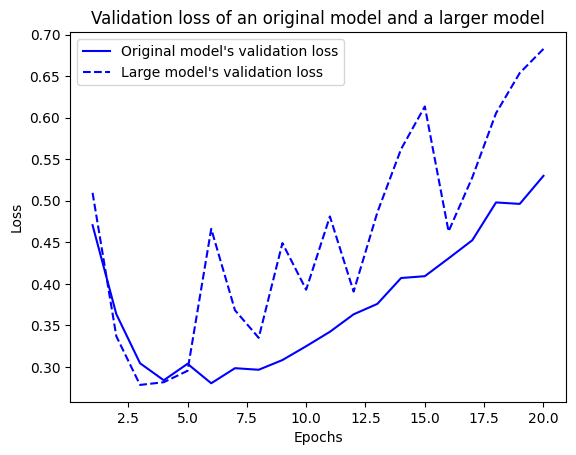 Validation loss of an original model and a larger model
Original model's validation loss
Large model's validation loss
Loss
0.70
0.65
0.60
0.55
0.50
0.45
0.40
0.35
0.30
2.5 5.0 7.5 10.0 12.5 15.0 17.5 20.0
Epochs